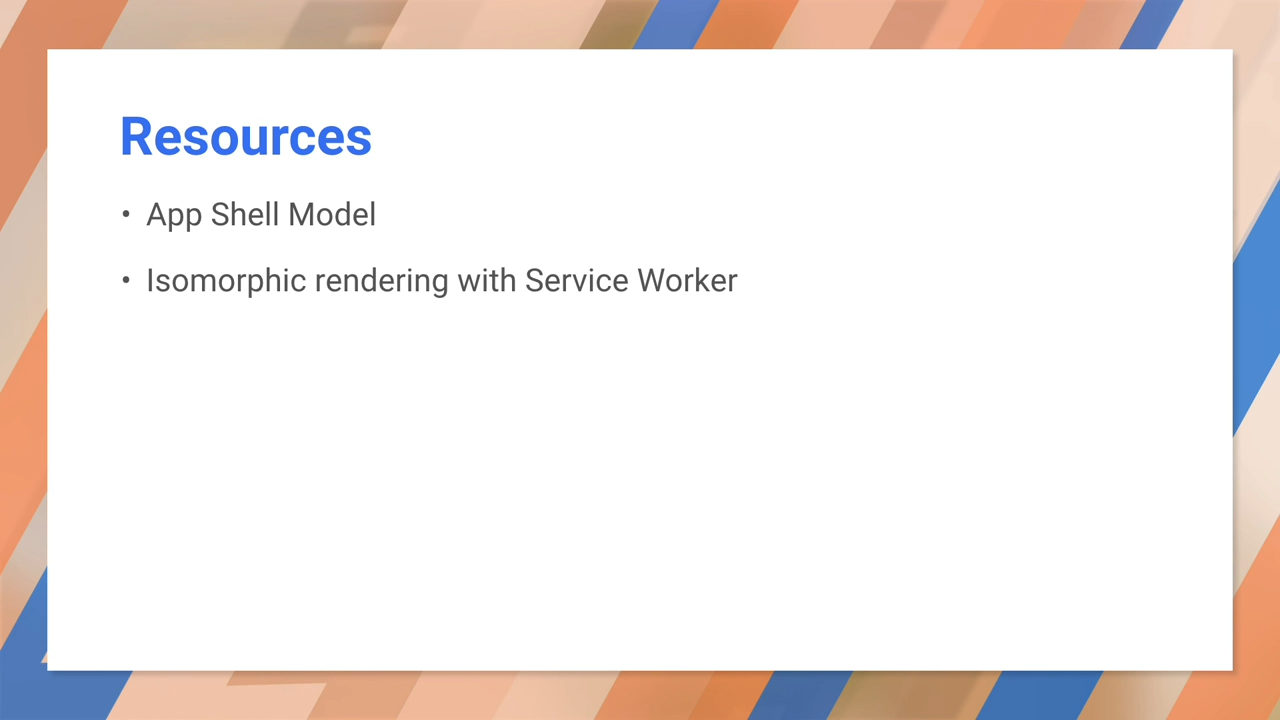 Resources
• App Shell Model
• Isomorphic rendering with Service Worker